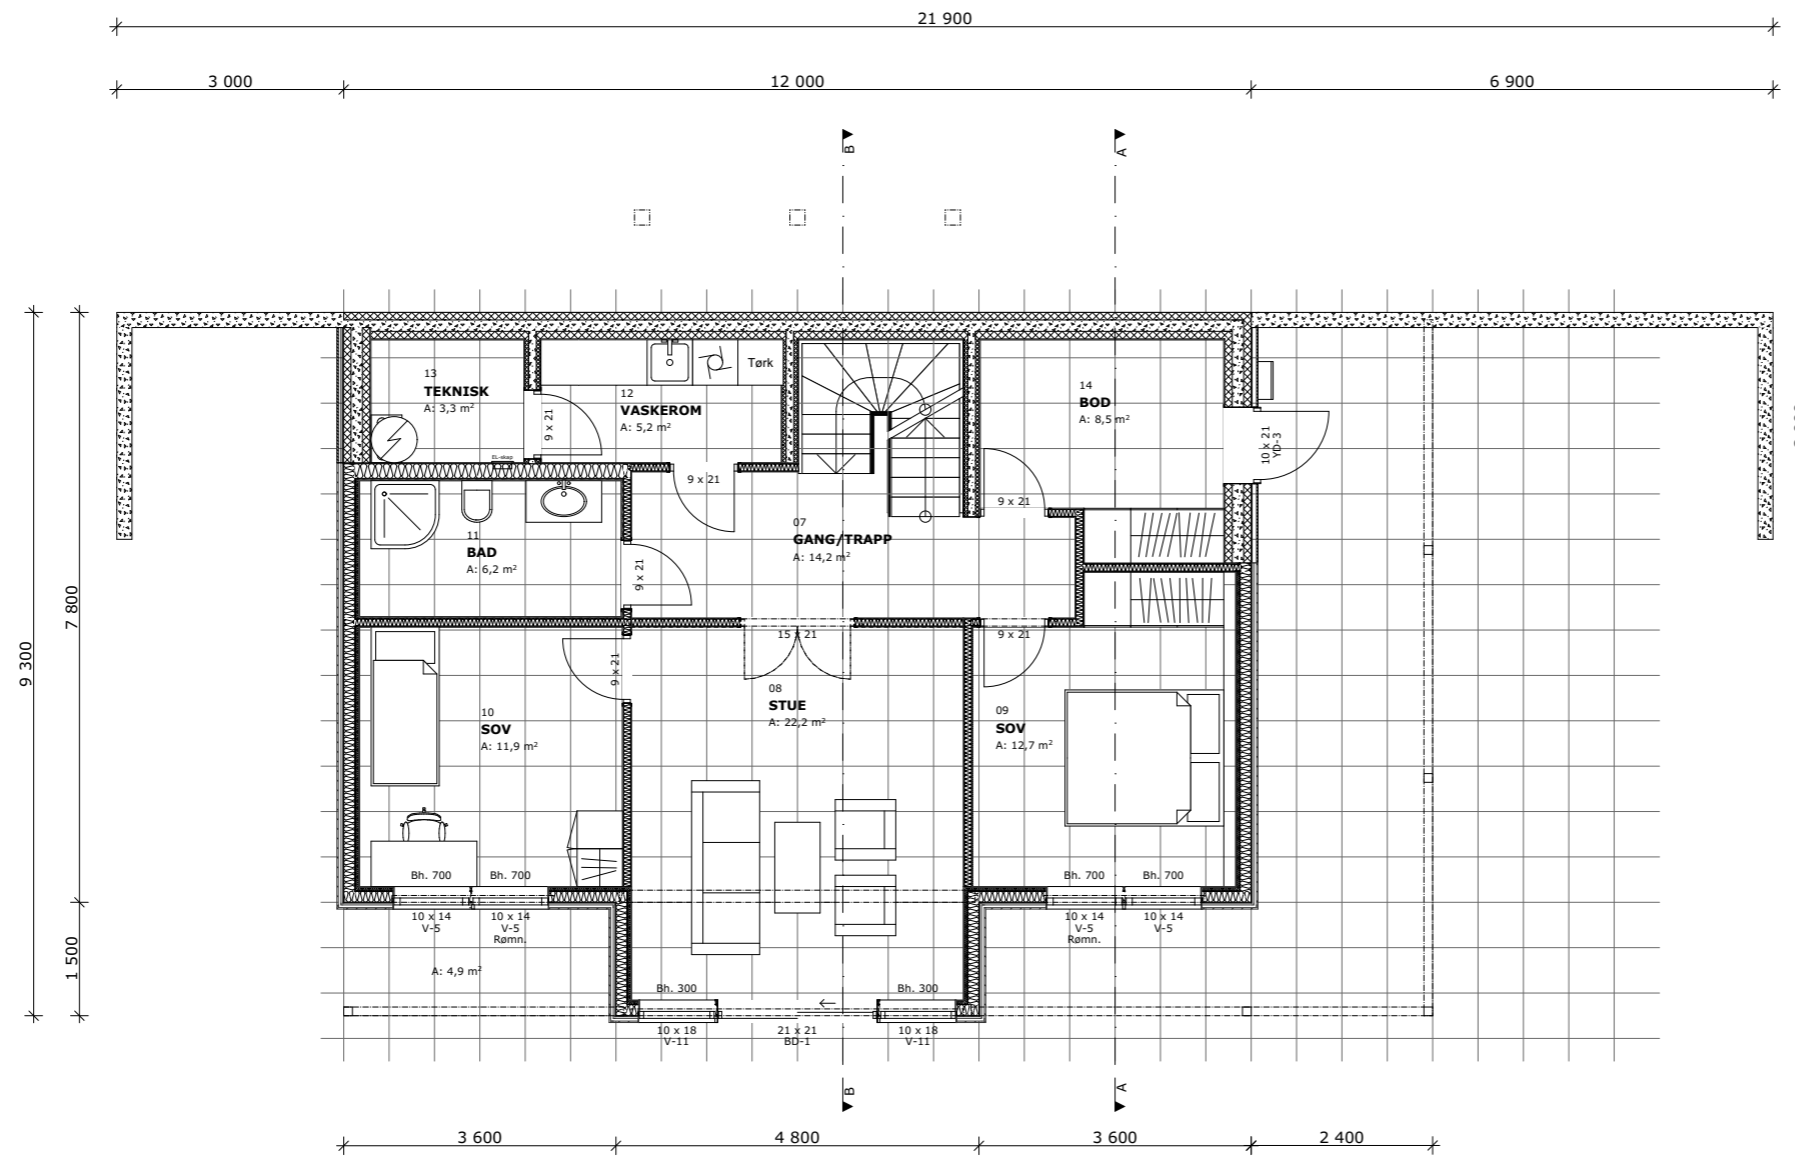 21 900
3 000
12 000
6 900
B
A
13
TEKNISK
A: 3,3 m²
9 x 21
EL-skap
12
VASKEROM
A: 5,2 m²
Tørk
9 x 21
14
BOD
A: 8,5 m²
10 x 21
YD-3
9 x 21
11
BAD
A: 6,2 m²
9 x 21
07
GANG/TRAPP
A: 14,2 m²
15 x 21
9 x 21
9 x 21
7 800
9 300
1 500
10
SOV
A: 11,9 m²
08
STUE
A: 22,2 m²
09
SOV
A: 12,7 m²
Bh. 700
Bh. 700
Bh. 700
Bh. 700
10 x 14
V-5
10 x 14
V-5
Rømn.
10 x 14
V-5
Rømn.
10 x 14
V-5
A: 4,9 m²
Bh. 300
Bh. 300
10 x 18
V-11
21 x 21
BD-1
10 x 18
V-11
B
A
3 600
4 800
3 600
2 400